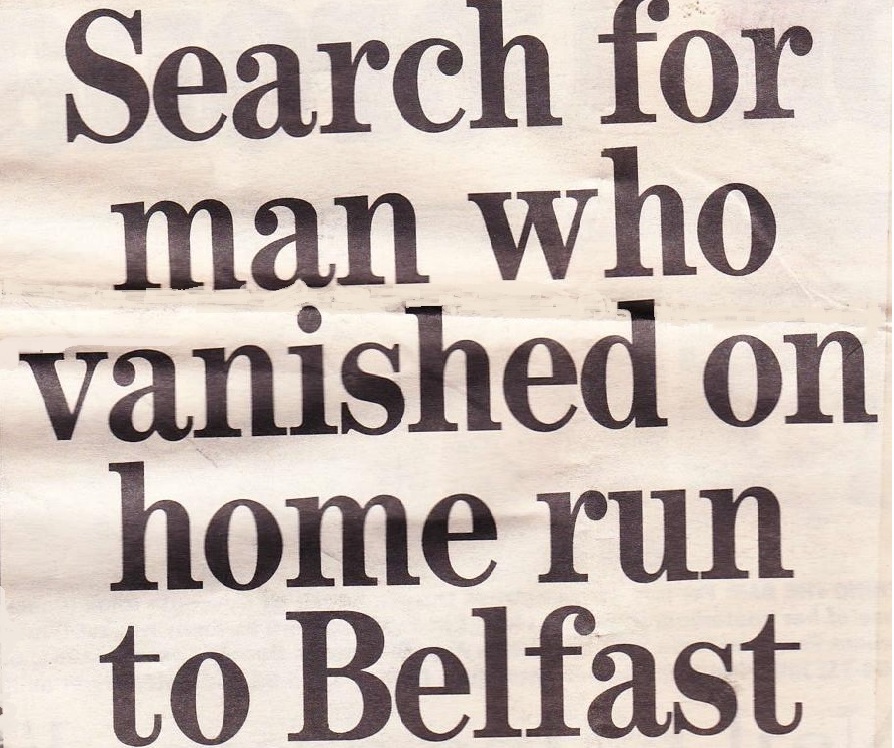 Search for
man who
vanished on
home run
to Belfast